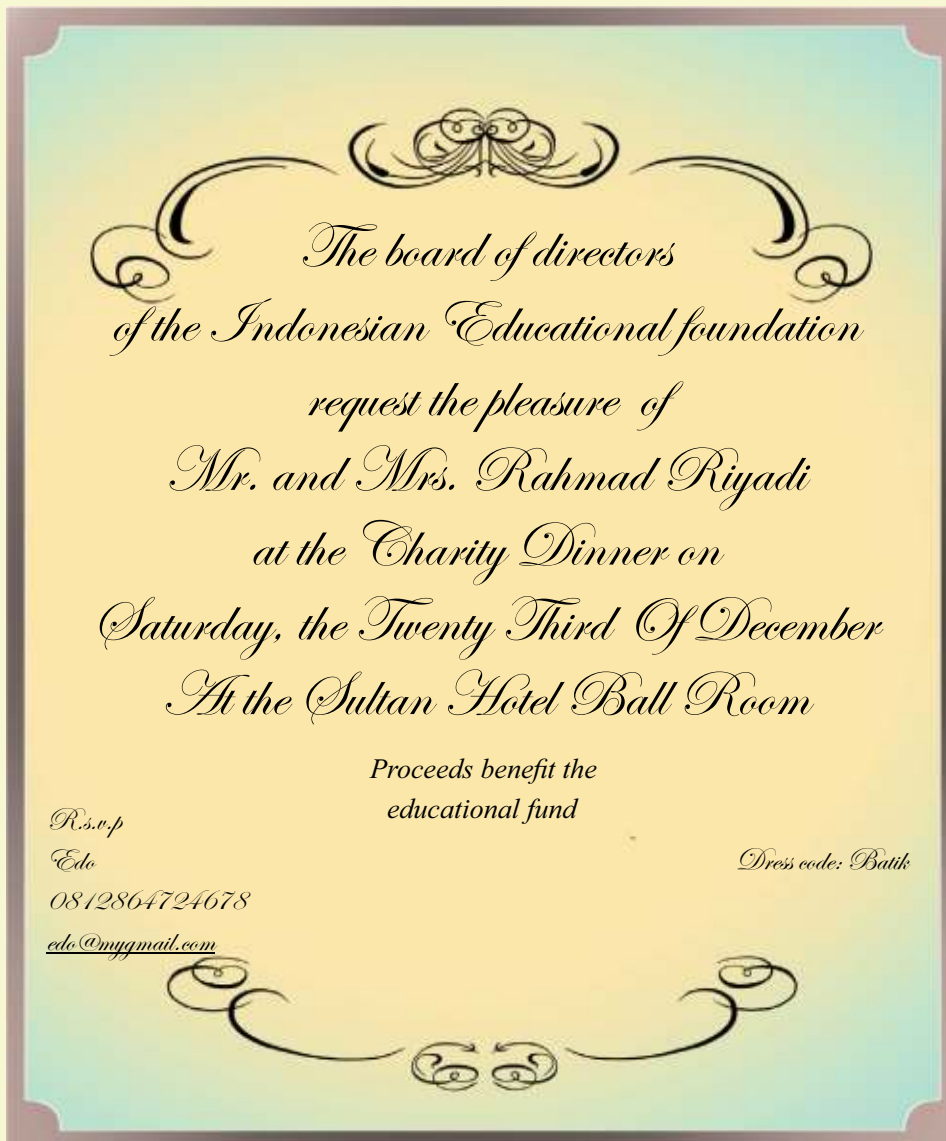 The board of directors
of the Indonesian Educational foundation
request the pleasure of
Mr. and Mrs. Rahmad Riyadi
at the Charity Dinner on
Saturday, the Twenty Third Of December
At the Sultan Hotel Ball Room
Proceeds benefit the
educational fund
R.s.v.p
Edo
0812864724678
edo@mygmail.com
Dress code: Batik